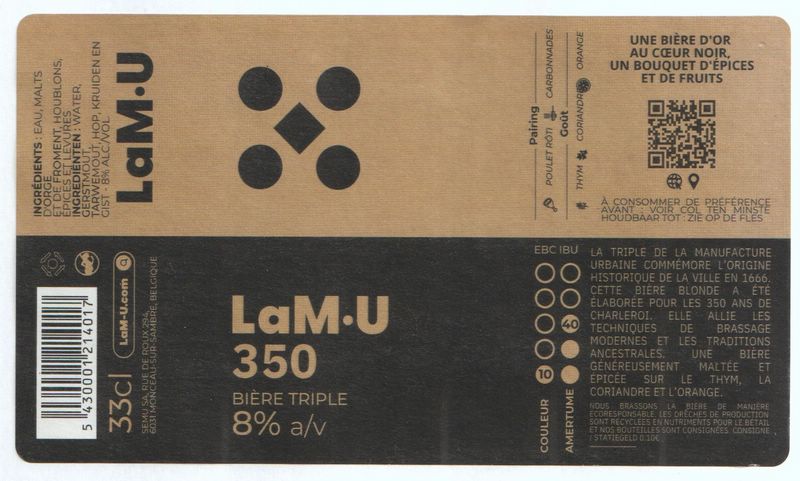 INGRÉDIENTS : EAU, MALTS
D'ORGE
ET DE FROMENT, HOUBLONS,
ÉPICES ET LEVURES
INGREDIËNTEN : WATER,
GERSTMOUT,
TARWEMOUT, HOP, KRUIDEN EN
GIST - 8% ALC/VOL.
LaM·U
Pairing
POULET RÔTI
CARBONNADES
Goût
THYM
CORIANDRE
ORANGE
UNE BIÈRE D'OR
AU CŒUR NOIR,
UN BOUQUET D'ÉPICES
ET DE FRUITS
À CONSOMMER DE PRÉFÉRENCE
AVANT : VOIR COL TEN MINSTE
HOUDBAAR TOT : ZIE OP DE FLES
5 430001 214017
33cl
LaM-U.com
SEMU SA, RUE DE ROUX 294,
6031 MONCEAU-SUR-SAMBRE, BELGIQUE
LaM·U
350
BIÈRE TRIPLE
8% a/v
EBC IBU
40
10
COULEUR
AMERTUME
LA TRIPLE DE LA MANUFACTURE
URBAINE COMMÉMORE L'ORIGINE
HISTORIQUE DE LA VILLE EN 1666.
CETTE BIÈRE BLONDE A ÉTÉ
ÉLABORÉE POUR LES 350 ANS DE
CHARLEROI. ELLE ALLIE LES
TECHNIQUES DE BRASSAGE
MODERNES ET LES TRADITIONS
ANCESTRALES. UNE BIÈRE
GÉNÉREUSEMENT MALTÉE ET
ÉPICÉE SUR LE THYM, LA
CORIANDRE ET L'ORANGE.
NOUS BRASSONS LA BIÈRE DE MANIÈRE
ÉCORESPONSABLE. LES DRÊCHES DE PRODUCTION
SONT RECYCLÉES EN NUTRIMENTS POUR LE BÉTAIL
ET NOS BOUTEILLES SONT CONSIGNÉES. CONSIGNE
/ STATIEGELD 0.10€